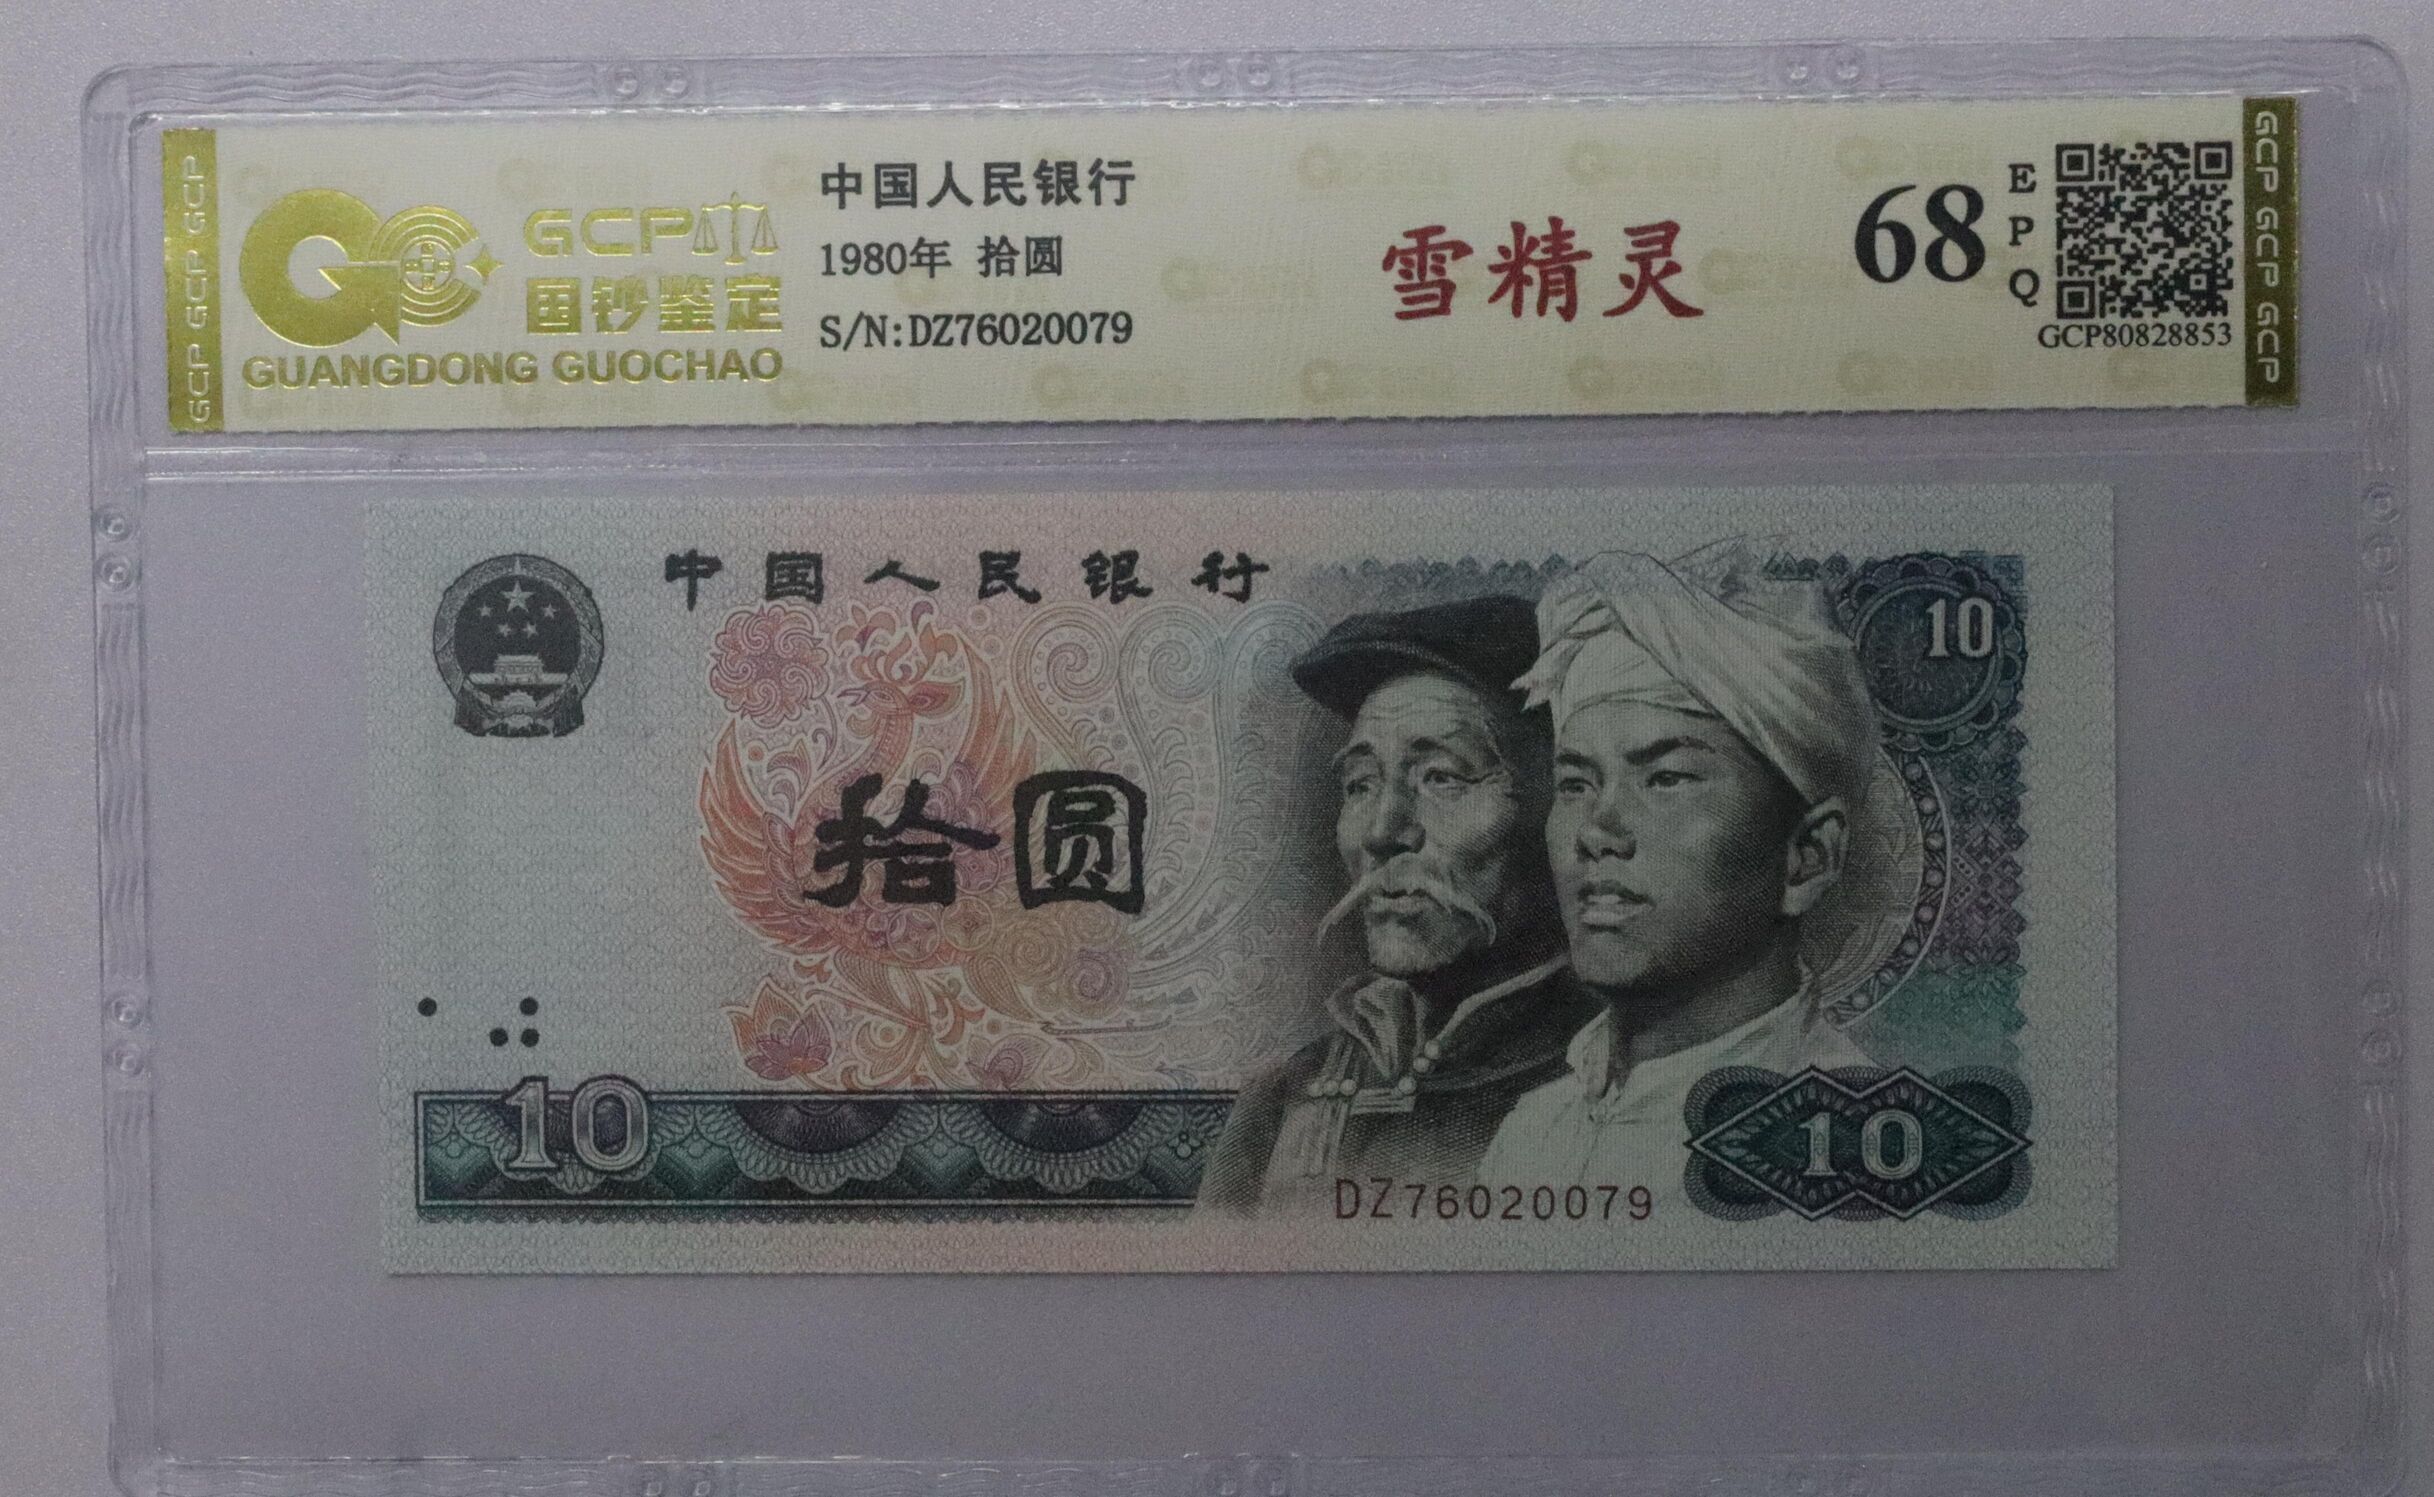 GCP GCP GCP
GCP
国钞鉴定
GUANGDONG GUOCHAO
中国人民银行
1980年 拾圆
S/N:DZ76020079
雪精灵
68
EPQ
GCP80828853
GCP GCP GCP
中国人民银行
10
拾圆
10
10
DZ76020079